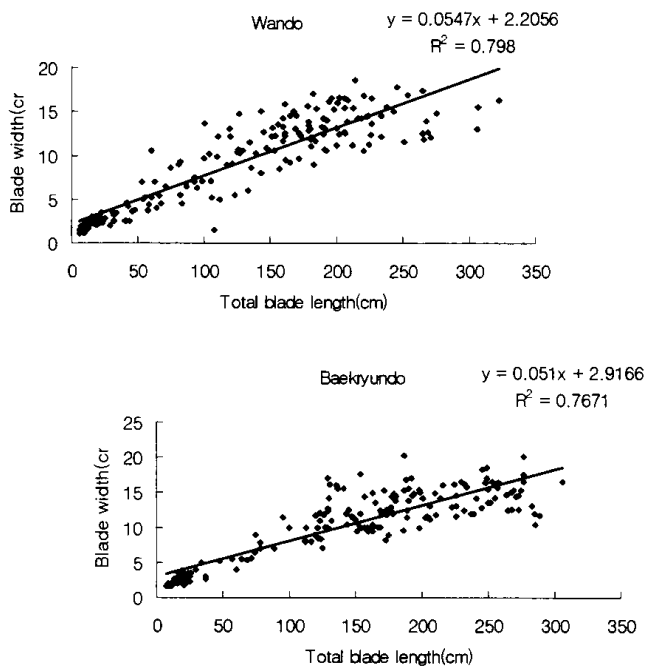 Wando
y = 0.0547x + 2.2056
R² = 0.798
Blade width(cr
20
15
10
5
0
0 50 100 150 200 250 300 350
Total blade length(cm)
Baekryundo
y = 0.051x + 2.9166
R² = 0.7671
Blade width(cr
25
20
15
10
5
0
0 50 100 150 200 250 300 350
Total blade length(cm)